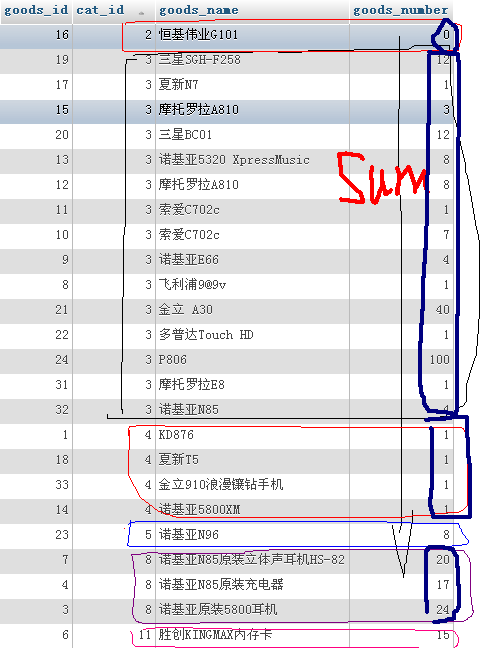 goods_id cat_id goods_name goods_number
16 2 恒基伟业G101 0
19 3 三星SGH-F258 12
17 3 夏新N7 1
15 3 摩托罗拉A810 3
20 3 三星BC01 12
13 3 诺基亚5320 XpressMusic 8
Sum
12 3 摩托罗拉A810 8
11 3 索爱C702c 1
10 3 索爱C702c 7
9 3 诺基亚E66 4
8 3 飞利浦9@9v 1
21 3 金立 A30 40
22 3 多普达Touch HD 1
24 3 P806 100
31 3 摩托罗拉E8 1
32 3 诺基亚N85 4
1 4 KD876 1
18 4 夏新T5 1
33 4 金立910浪漫镶钻手机 1
14 4 诺基亚5800XM 1
23 5 诺基亚N96 8
7 8 诺基亚N85原装立体声耳机HS-82 20
4 8 诺基亚N85原装充电器 17
3 8 诺基亚原装5800耳机 24
6 11 胜创KINGMAX内存卡 15